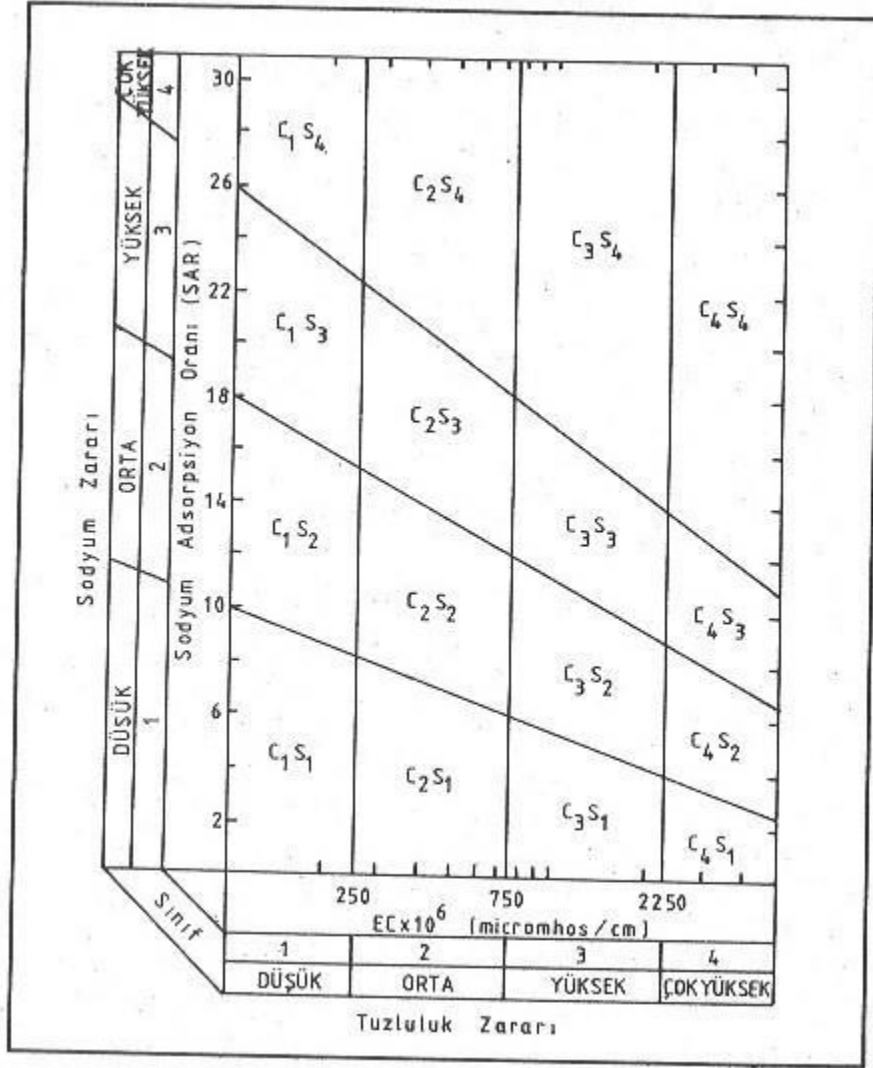 Sodyum Zararı
ÇOK YÜKSEK
4
YÜKSEK
3
ORTA
2
DÜŞÜK
1
Sınıf
Sodyum Adsorpsiyon Oranı (SAR)
30
26
22
18
14
10
6
2
C1 S4
C2 S4
C3 S4
C4 S4
C1 S3
C2 S3
C3 S3
C4 S3
C1 S2
C2 S2
C3 S2
C4 S2
C1 S1
C2 S1
C3 S1
C4 S1
250 750 2250
ECx10⁶ (micromhos/cm)
1 2 3 4
DÜŞÜK ORTA YÜKSEK ÇOK YÜKSEK
Tuzluluk Zararı